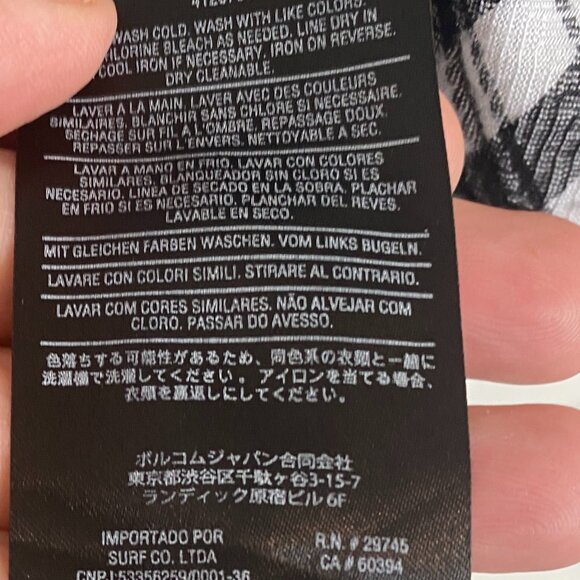 WASH COLD. WASH WITH LIKE COLORS.
CHLORINE BLEACH AS NEEDED. LINE DRY IN
COOL IRON IF NECESSARY. IRON ON REVERSE.
DRY CLEANABLE.
LAVER A LA MAIN. LAVER AVEC DES COULEURS
SIMILAIRES. BLANCHIR SANS CHLORE SI NECESSAIRE.
SECHAGE SUR FIL A L'OMBRE. REPASSAGE DOUX.
REPASSER SUR L'ENVERS. NETTOYABLE A SEC.
LAVAR A MANO EN FRIO. LAVAR CON COLORES
SIMILARES. BLANQUEADOR SIN CLORO SI ES
NECESARIO. LINEA DE SECADO EN LA SOBRA. PLACHAR
EN FRIO SI ES NECESARIO. PLANCHAR DEL REVES.
LAVABLE EN SECO.
MIT GLEICHEN FARBEN WASCHEN. VOM LINKS BUGELN.
LAVARE CON COLORI SIMILI. STIRARE AL CONTRARIO.
LAVAR COM CORES SIMILARES. NÃO ALVEJAR COM
CLORO. PASSAR DO AVESSO.
色落ちする可能性があるため、同色系の衣類と一緒に
洗濯機で洗濯してください。アイロンを当てる場合、
衣類を裏返しにしてください。
ボルコムジャパン合同会社
東京都渋谷区千駄ヶ谷3-15-7
ランディック原宿ビル 6F
IMPORTADO POR
SURF CO. LTDA
CNPJ:53356259/0001-36
R.N. # 29745
CA # 60394